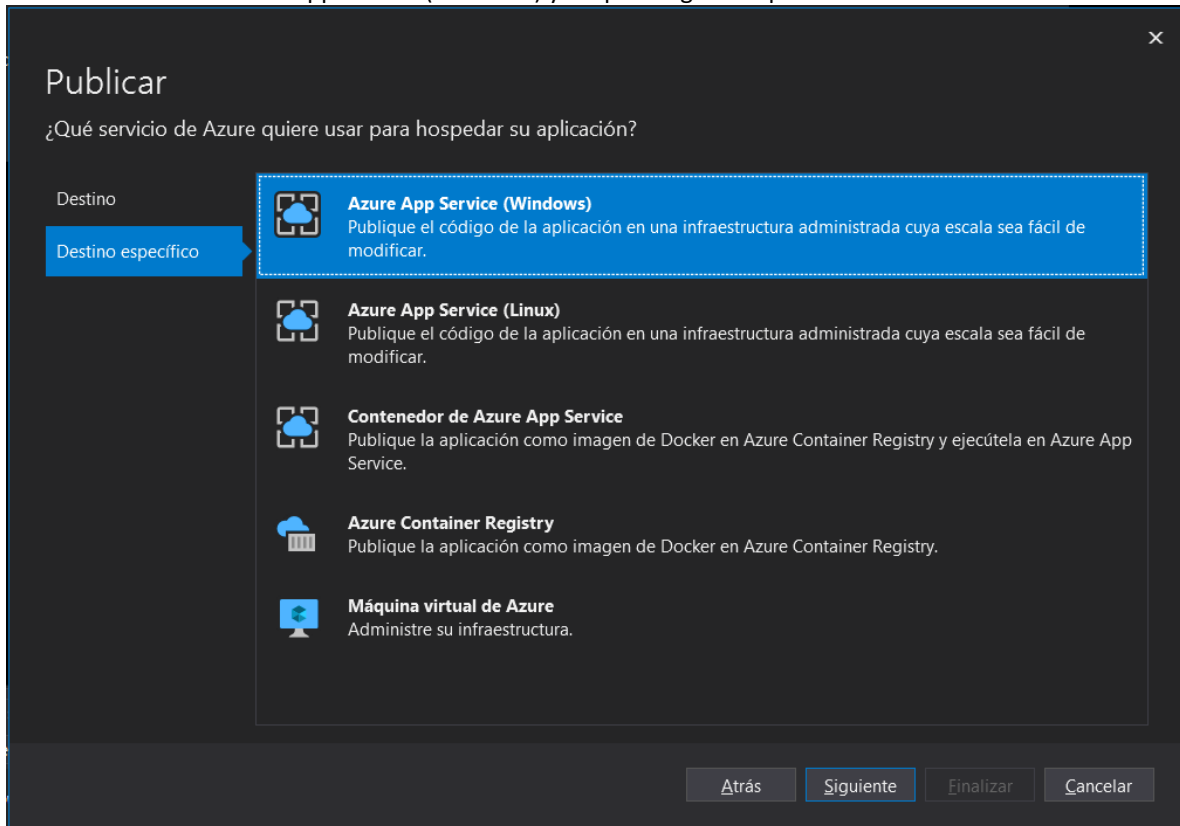 Publicar
¿Qué servicio de Azure quiere usar para hospedar su aplicación?
Destino
Destino específico
Azure App Service (Windows)
Publique el código de la aplicación en una infraestructura administrada cuya escala sea fácil de
modificar.
Azure App Service (Linux)
Publique el código de la aplicación en una infraestructura administrada cuya escala sea fácil de
modificar.
Contenedor de Azure App Service
Publique la aplicación como imagen de Docker en Azure Container Registry y ejecútela en Azure App
Service.
Azure Container Registry
Publique la aplicación como imagen de Docker en Azure Container Registry.
Máquina virtual de Azure
Administre su infraestructura.
Atrás
Siguiente
Finalizar
Cancelar